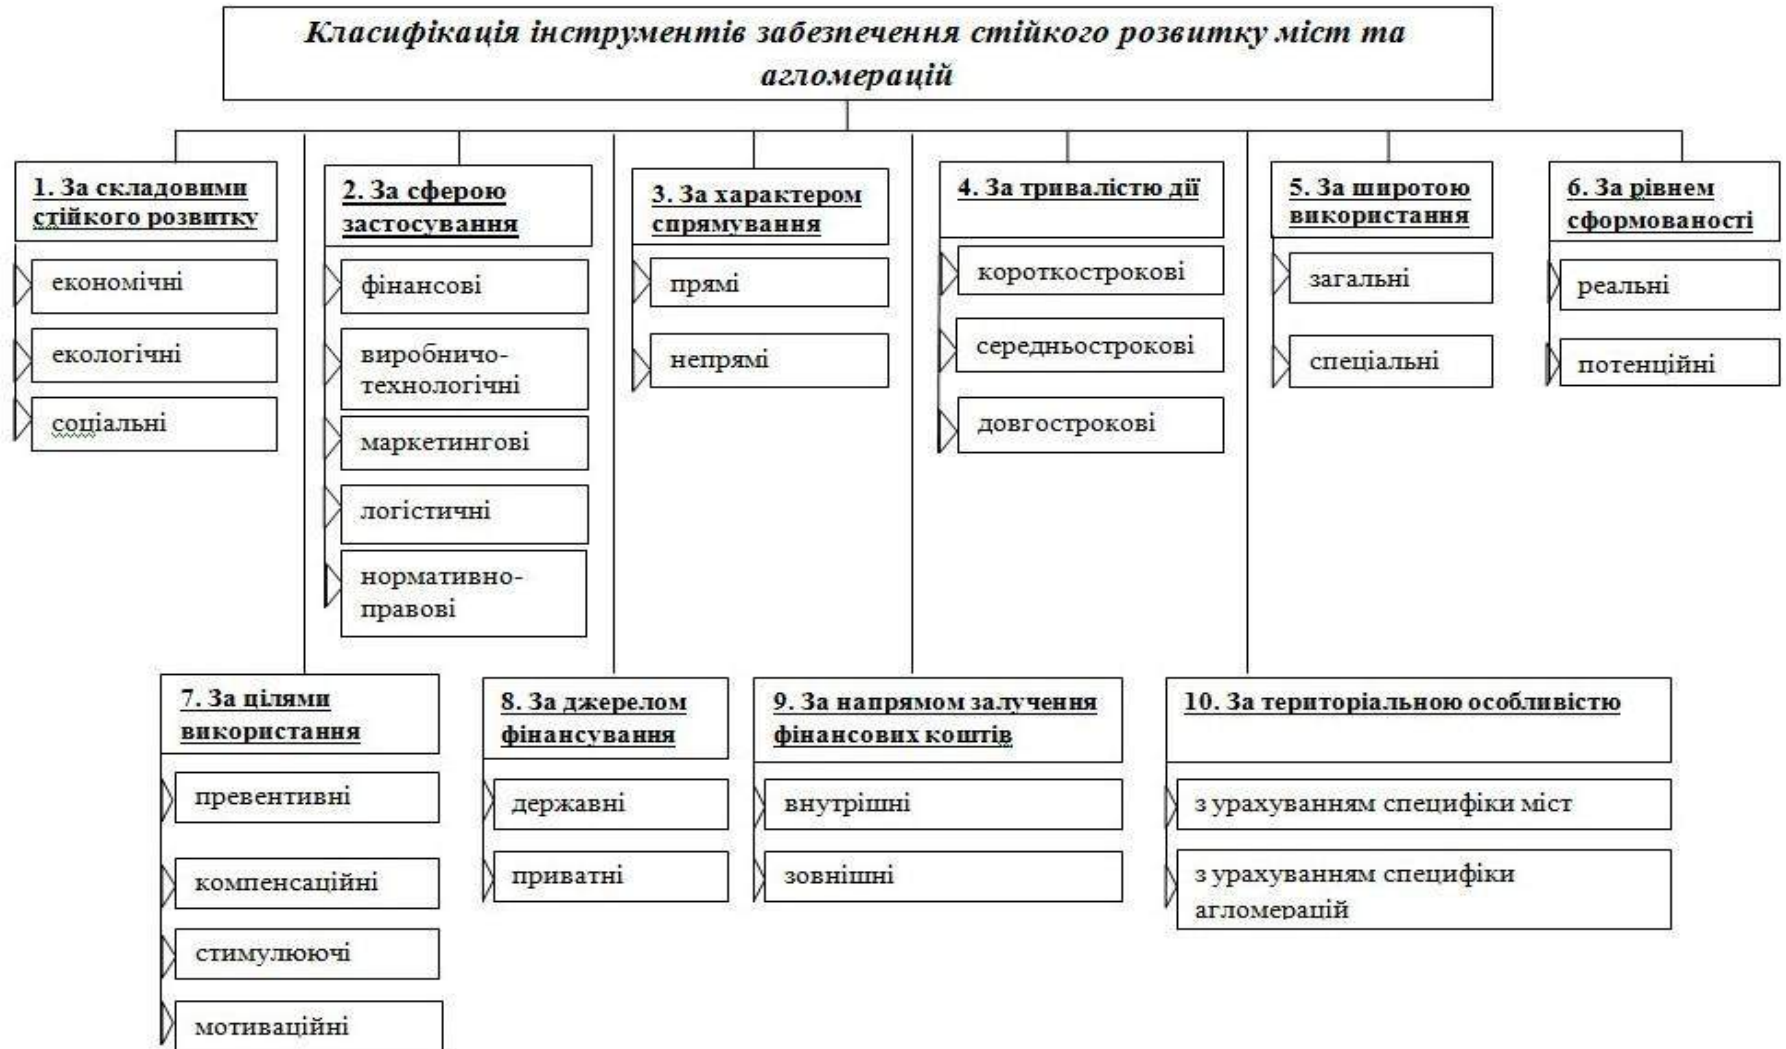 Класифікація інструментів забезпечення стійкого розвитку міст та
агломерацій
1. За складовими
стійкого розвитку
економічні
екологічні
соціальні
2. За сферою
застосування
фінансові
виробничо-
технологічні
маркетингові
логістичні
нормативно-
правові
3. За характером
спрямування
прямі
непрямі
4. За тривалістю дії
короткострокові
середньострокові
довгострокові
5. За широтою
використання
загальні
спеціальні
6. За рівнем
сформованості
реальні
потенційні
7. За цілями
використання
превентивні
компенсаційні
стимулюючі
мотиваційні
8. За джерелом
фінансування
державні
приватні
9. За напрямом залучення
фінансових коштів
внутрішні
зовнішні
10. За територіальною особливістю
з урахуванням специфіки міст
з урахуванням специфіки
агломерацій